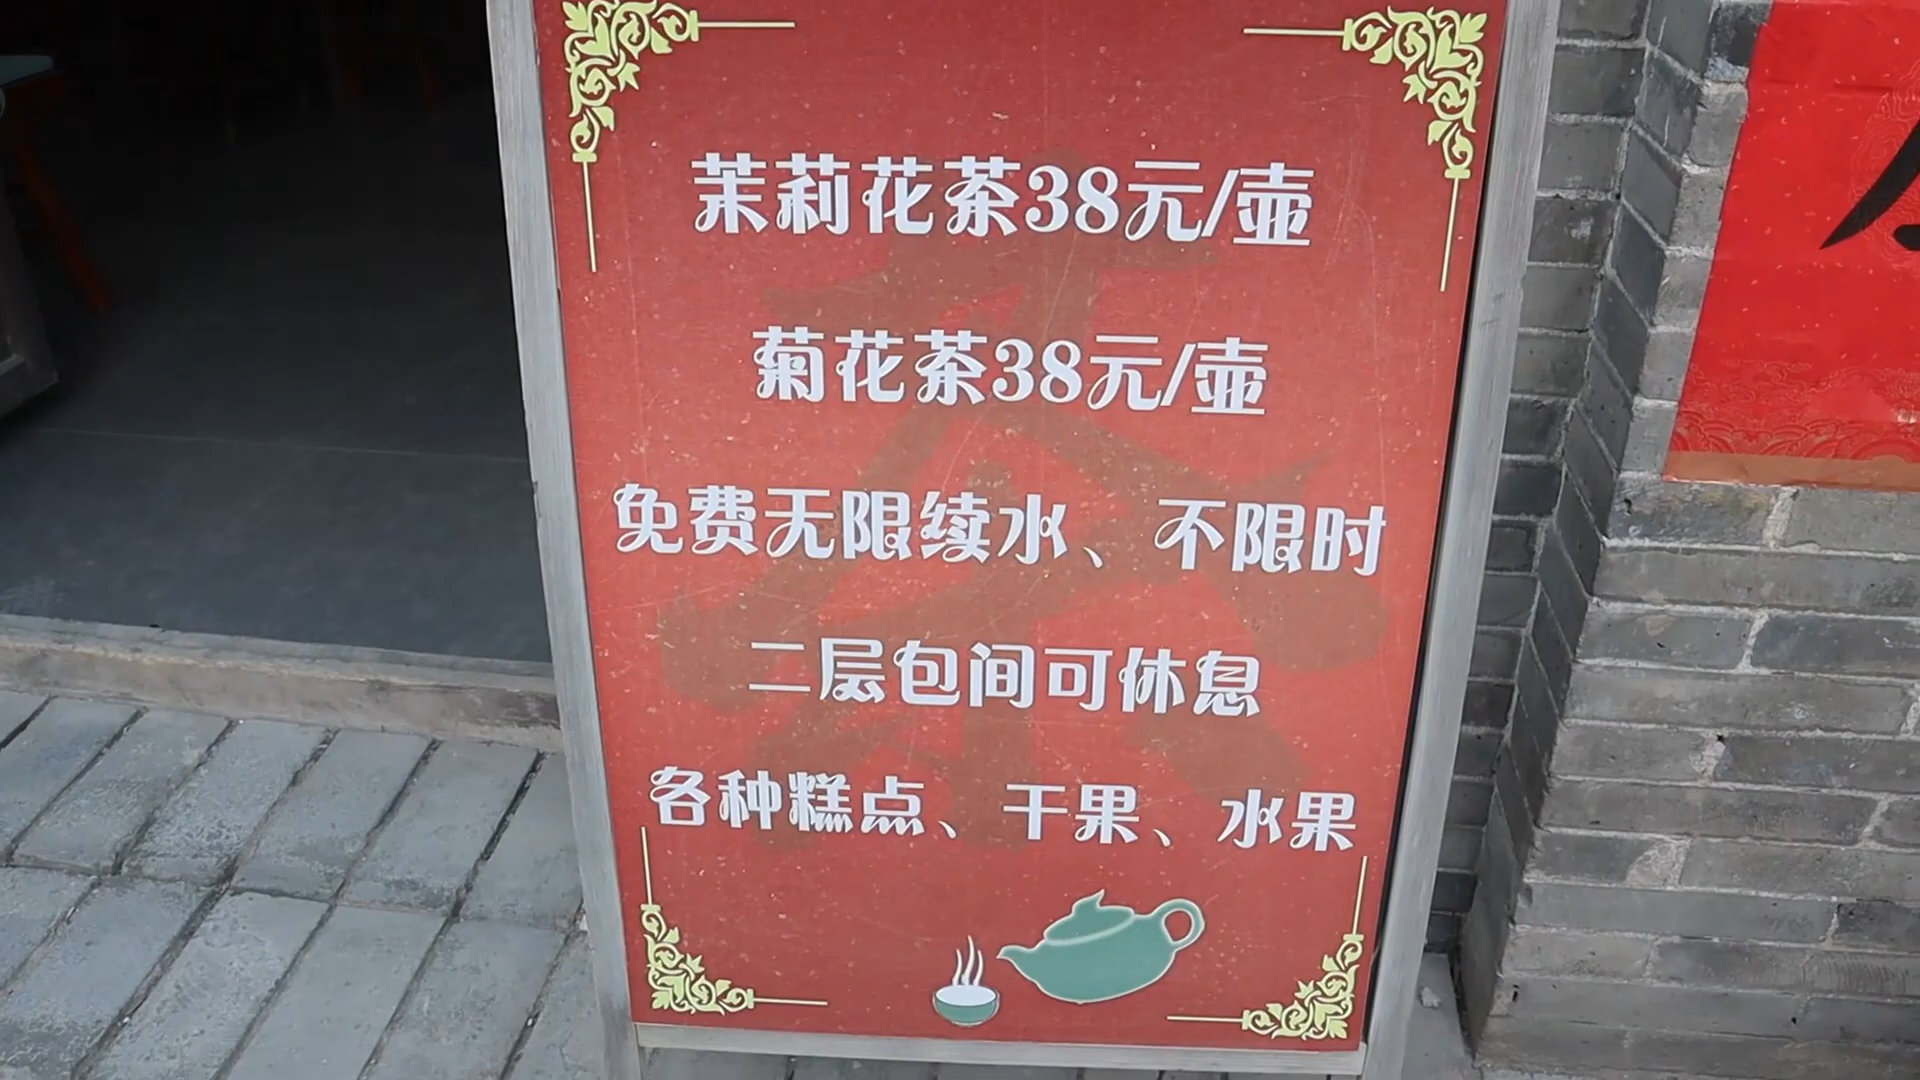 茉莉花茶38元/壶
菊花茶38元/壶
免费无限续水、不限时
二层包间可休息
各种糕点、干果、水果